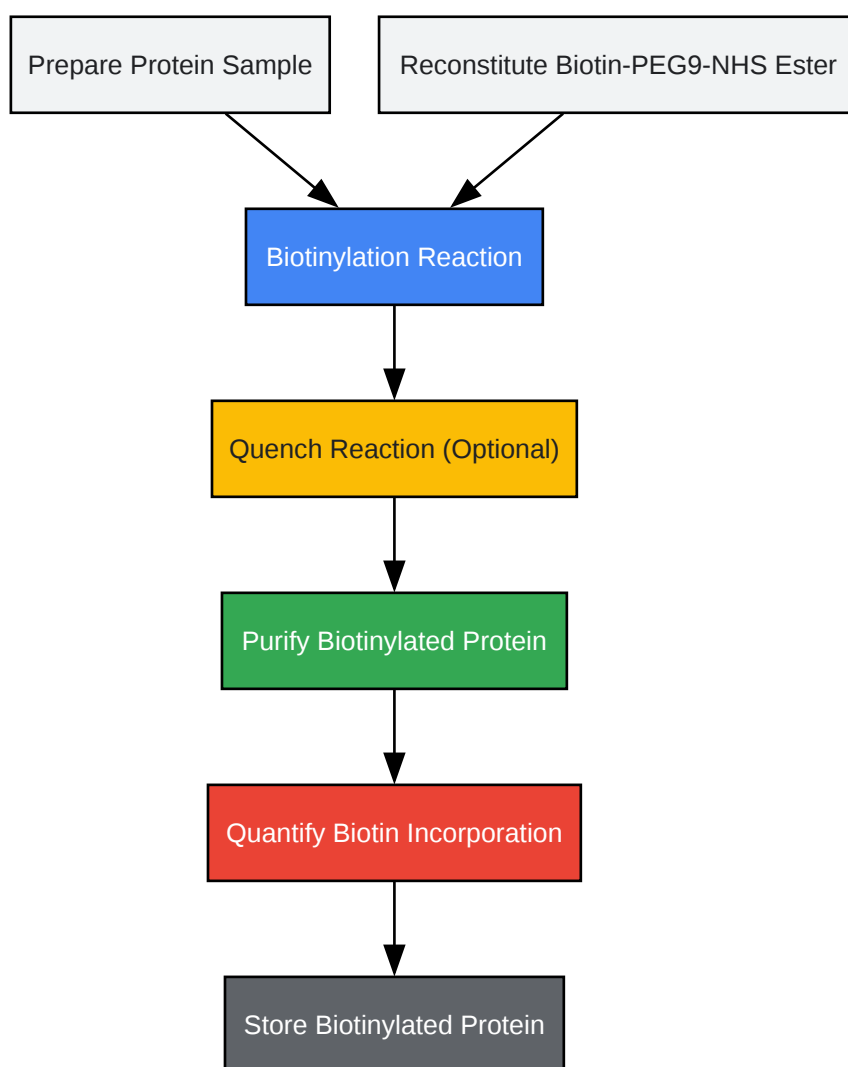 Prepare Protein Sample
Reconstitute Biotin-PEG9-NHS Ester
Biotinylation Reaction
Quench Reaction (Optional)
Purify Biotinylated Protein
Quantify Biotin Incorporation
Store Biotinylated Protein